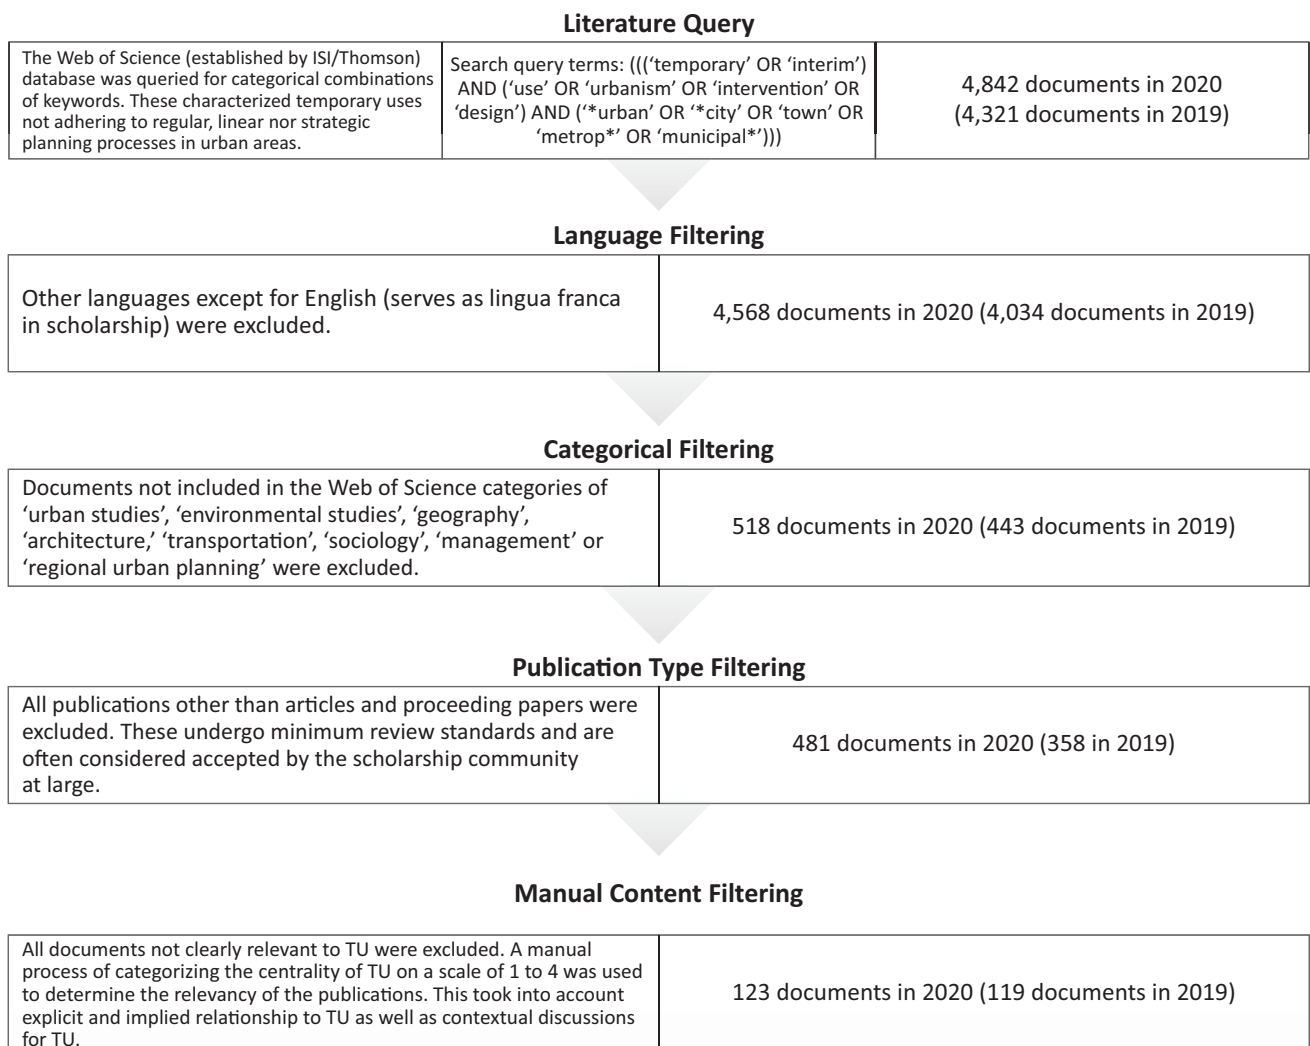 Literature Query
The Web of Science (established by ISI/Thomson)
database was queried for categorical combinations
of keywords. These characterized temporary uses
not adhering to regular, linear nor strategic
planning processes in urban areas.
Search query terms: (((‘temporary’ OR ‘interim’)
AND (‘use’ OR ‘urbanism’ OR ‘intervention’ OR
‘design’) AND (‘*urban’ OR ‘*city’ OR ‘town’ OR
‘metrop*’ OR ‘municipal*’)))
4,842 documents in 2020
(4,321 documents in 2019)
Language Filtering
Other languages except for English (serves as lingua franca
in scholarship) were excluded.
4,568 documents in 2020 (4,034 documents in 2019)
Categorical Filtering
Documents not included in the Web of Science categories of
‘urban studies’, ‘environmental studies’, ‘geography’,
‘architecture,’ ‘transportation’, ‘sociology’, ‘management’ or
‘regional urban planning’ were excluded.
518 documents in 2020 (443 documents in 2019)
Publication Type Filtering
All publications other than articles and proceeding papers were
excluded. These undergo minimum review standards and are
often considered accepted by the scholarship community
at large.
481 documents in 2020 (358 in 2019)
Manual Content Filtering
All documents not clearly relevant to TU were excluded. A manual
process of categorizing the centrality of TU on a scale of 1 to 4 was used
to determine the relevancy of the publications. This took into account
explicit and implied relationship to TU as well as contextual discussions
for TU.
123 documents in 2020 (119 documents in 2019)